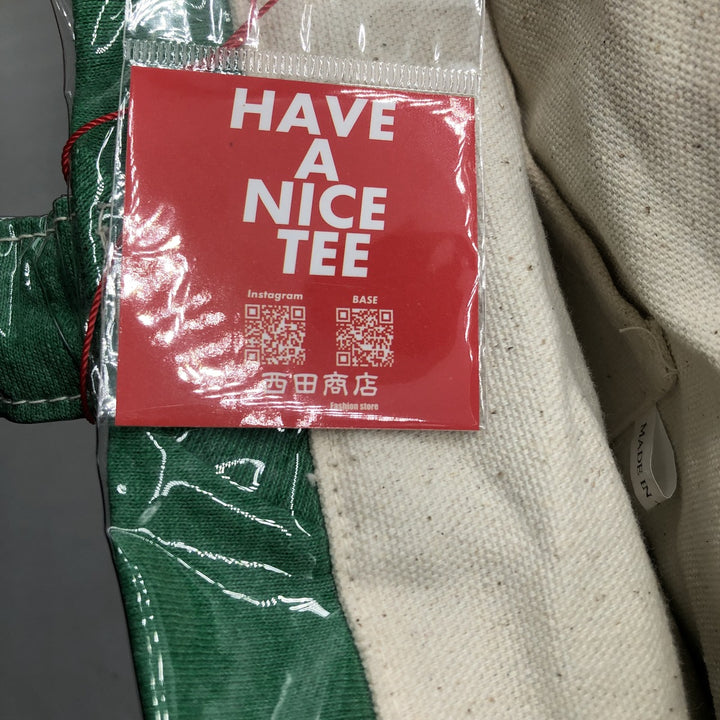 HAVE
A
NICE
TEE
Instagram BASE
西田商店
Fashion store
MADE IN